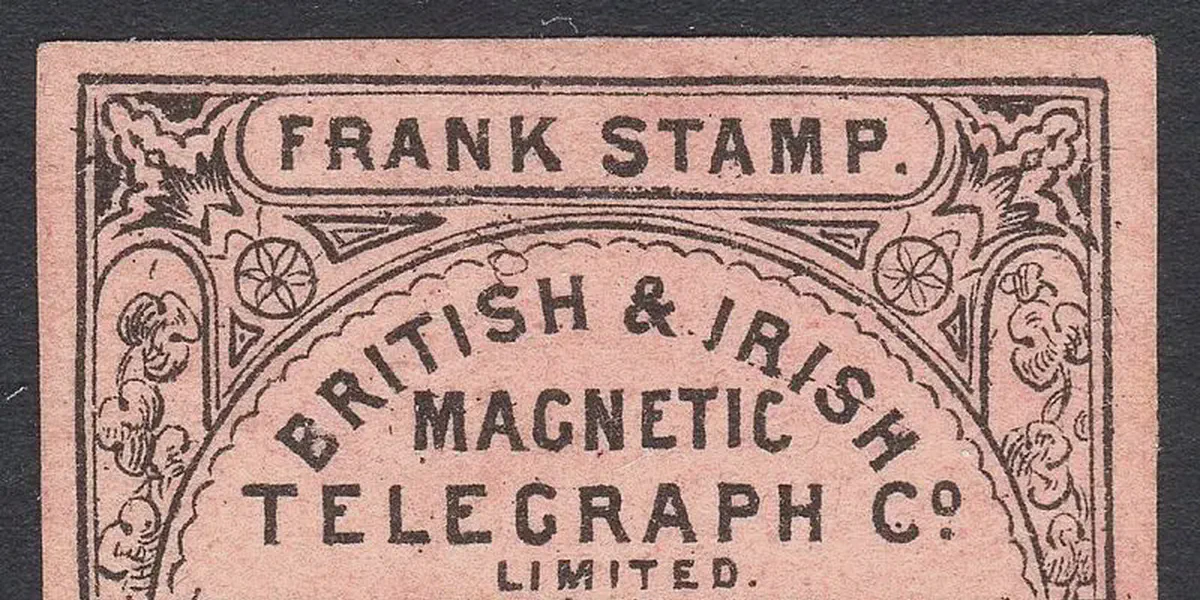 FRANK STAMP.
BRITISH & IRISH
MAGNETIC
TELEGRAPH Cº
LIMITED.